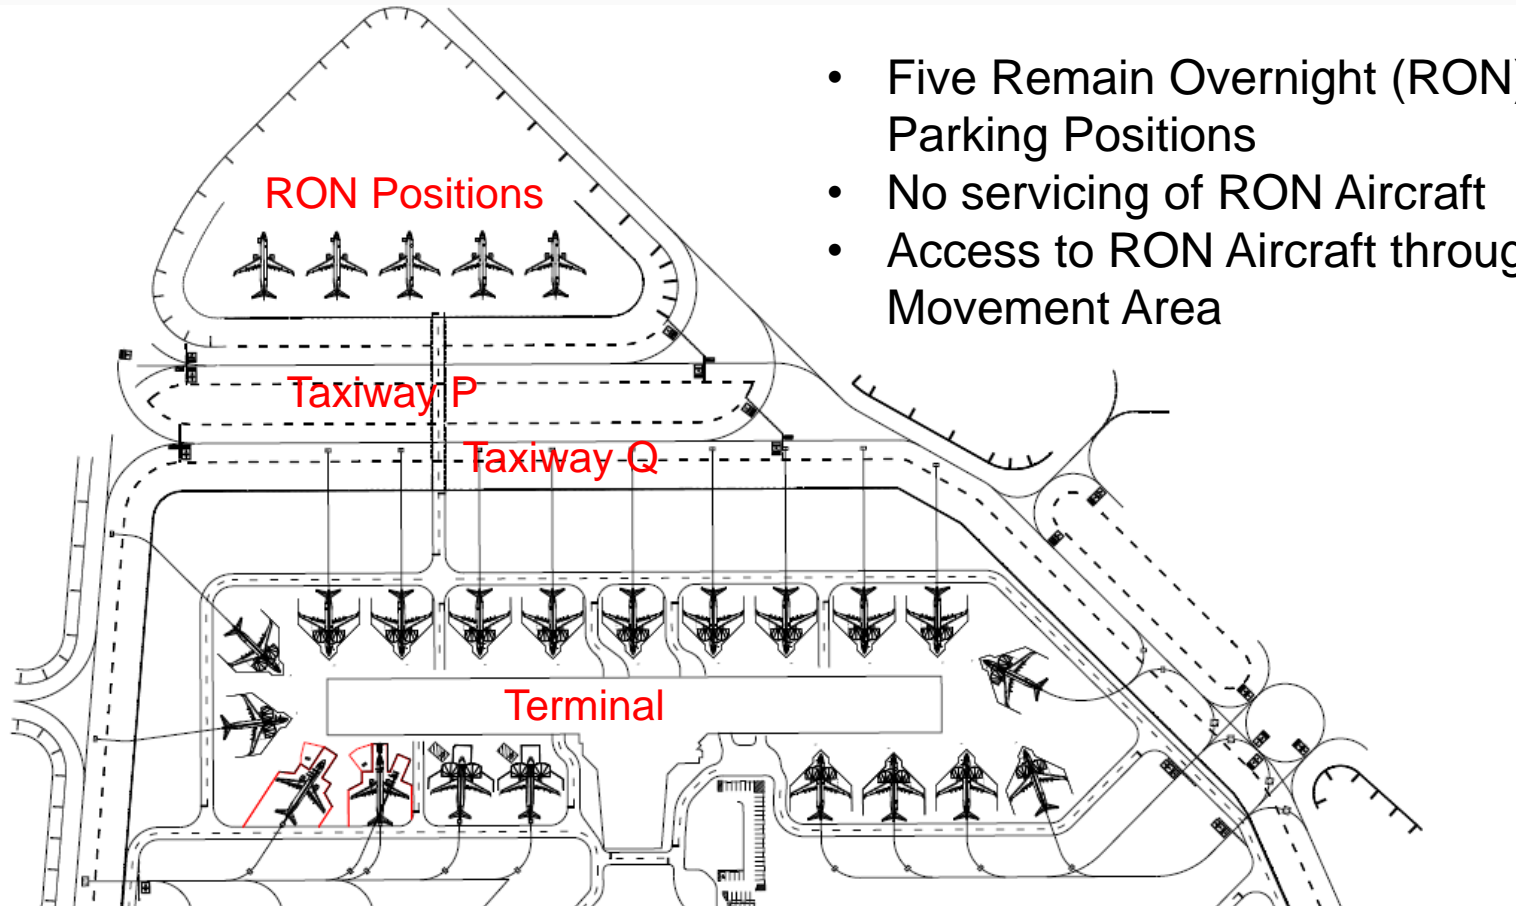 • Five Remain Overnight (RON)
Parking Positions
• No servicing of RON Aircraft
• Access to RON Aircraft throug
Movement Area
RON Positions
Taxiway P
Taxiway Q
Terminal